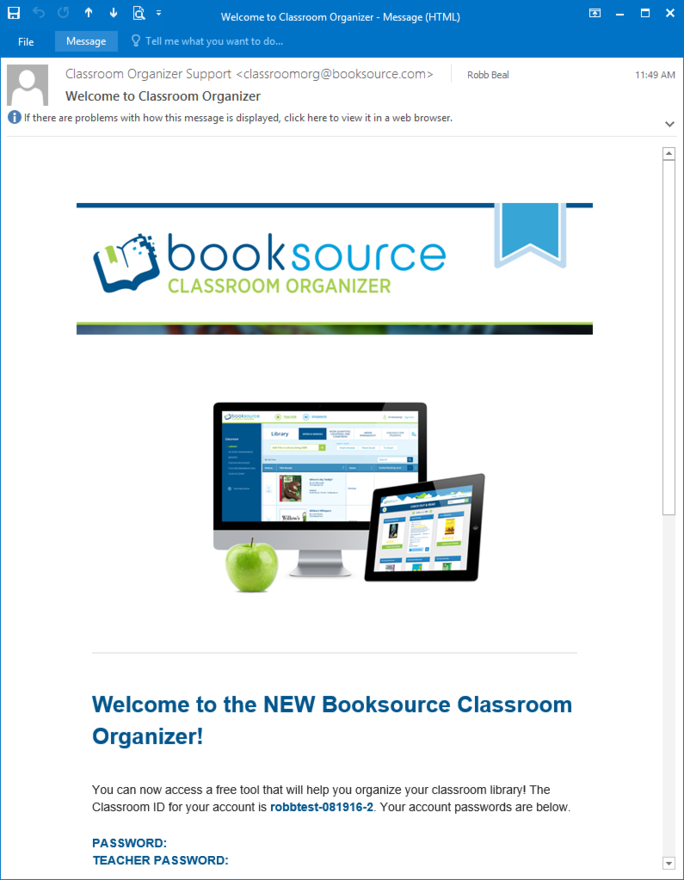 Welcome to Classroom Organizer - Message (HTML)
File
Message
Tell me what you want to do...
Classroom Organizer Support <classroomorg@booksource.com>
Robb Beal
11:49 AM
Welcome to Classroom Organizer
If there are problems with how this message is displayed, click here to view it in a web browser.
booksource
CLASSROOM ORGANIZER
booksource
Library
Welcome to the NEW Booksource Classroom
Organizer!
You can now access a free tool that will help you organize your classroom library! The
Classroom ID for your account is robbtest-081916-2. Your account passwords are below.
PASSWORD:
TEACHER PASSWORD: